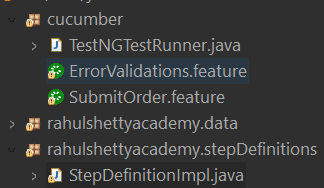 cucumber
TestNGTestRunner.java
ErrorValidations.feature
SubmitOrder.feature
rahulshettyacademy.data
rahulshettyacademy.stepDefinitions
StepDefinitionImpl.java